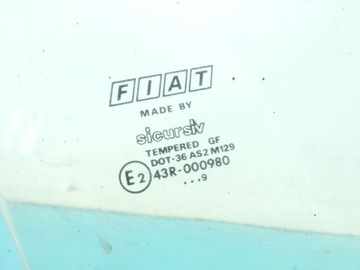 FIAT
MADE BY
sicursiv
TEMPERED GF
DOT-36 AS2 M129
E2 43R-000980
...9